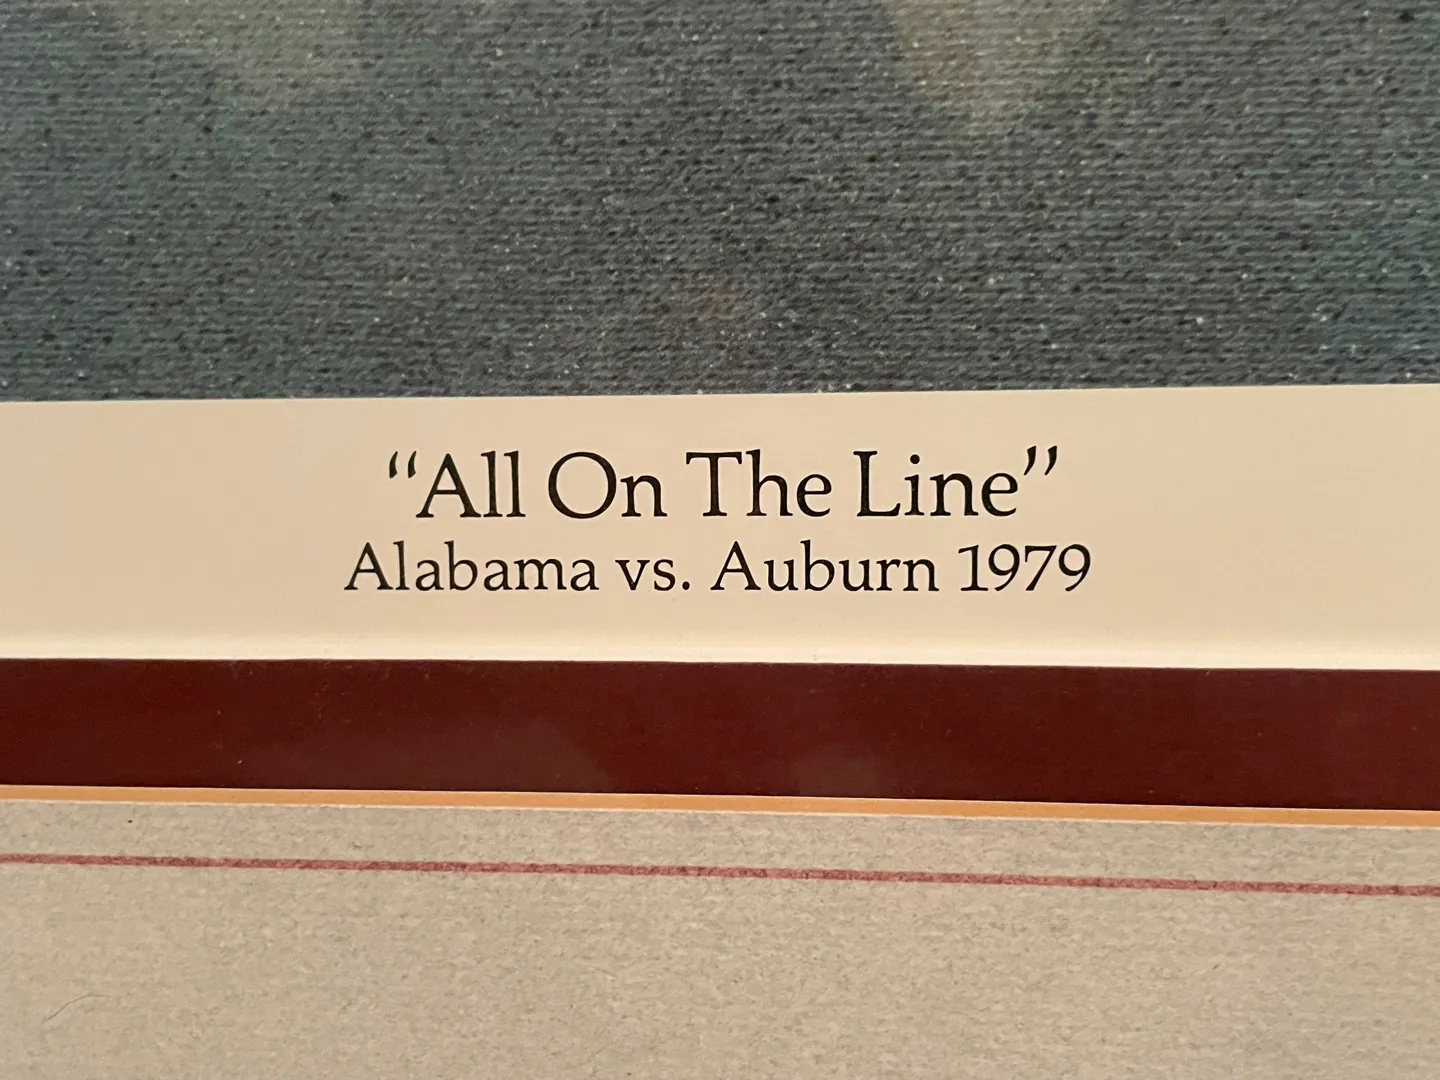 “All On The Line”
Alabama vs. Auburn 1979